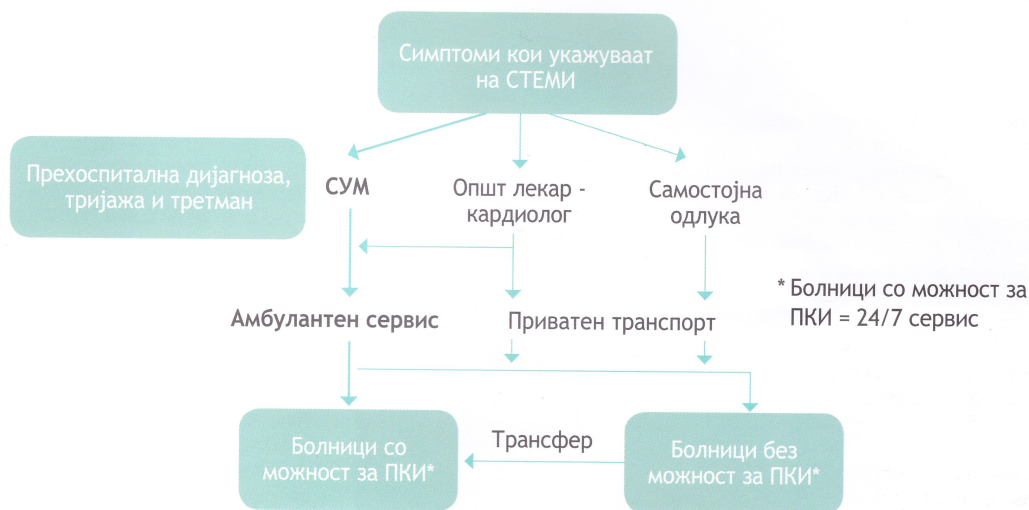 Симптоми кои укажуваат
на СТЕМИ
Прехоспитална дијагноза,
тријажа и третман
СУМ
Општ лекар -
кардиолог
Самостојна
одлука
* Болници со можност за
ПКИ = 24/7 сервис
Амбулантен сервис
Приватен транспорт
Болници со
можност за ПКИ*
Трансфер
Болници без
можност за ПКИ*